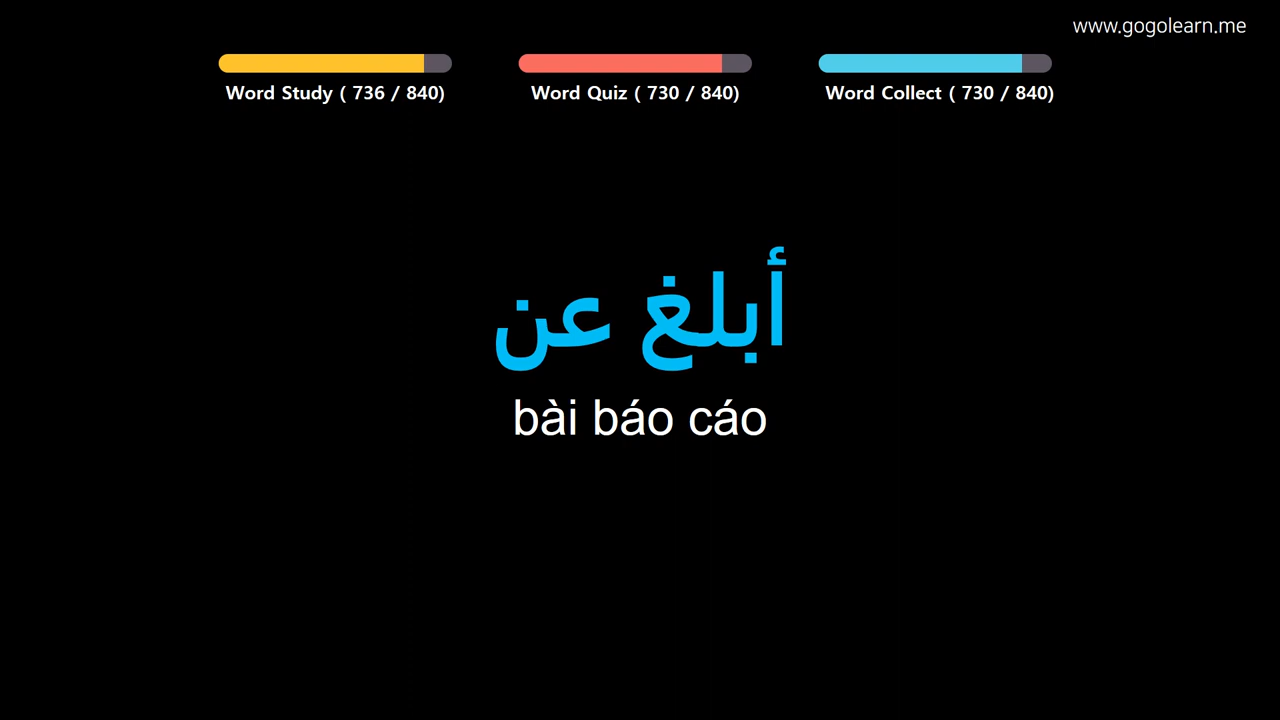 www.gogolearn.me
Word Study ( 736 / 840)
Word Quiz ( 730 / 840)
Word Collect ( 730 / 840)
أبلغ عن
bài báo cáo